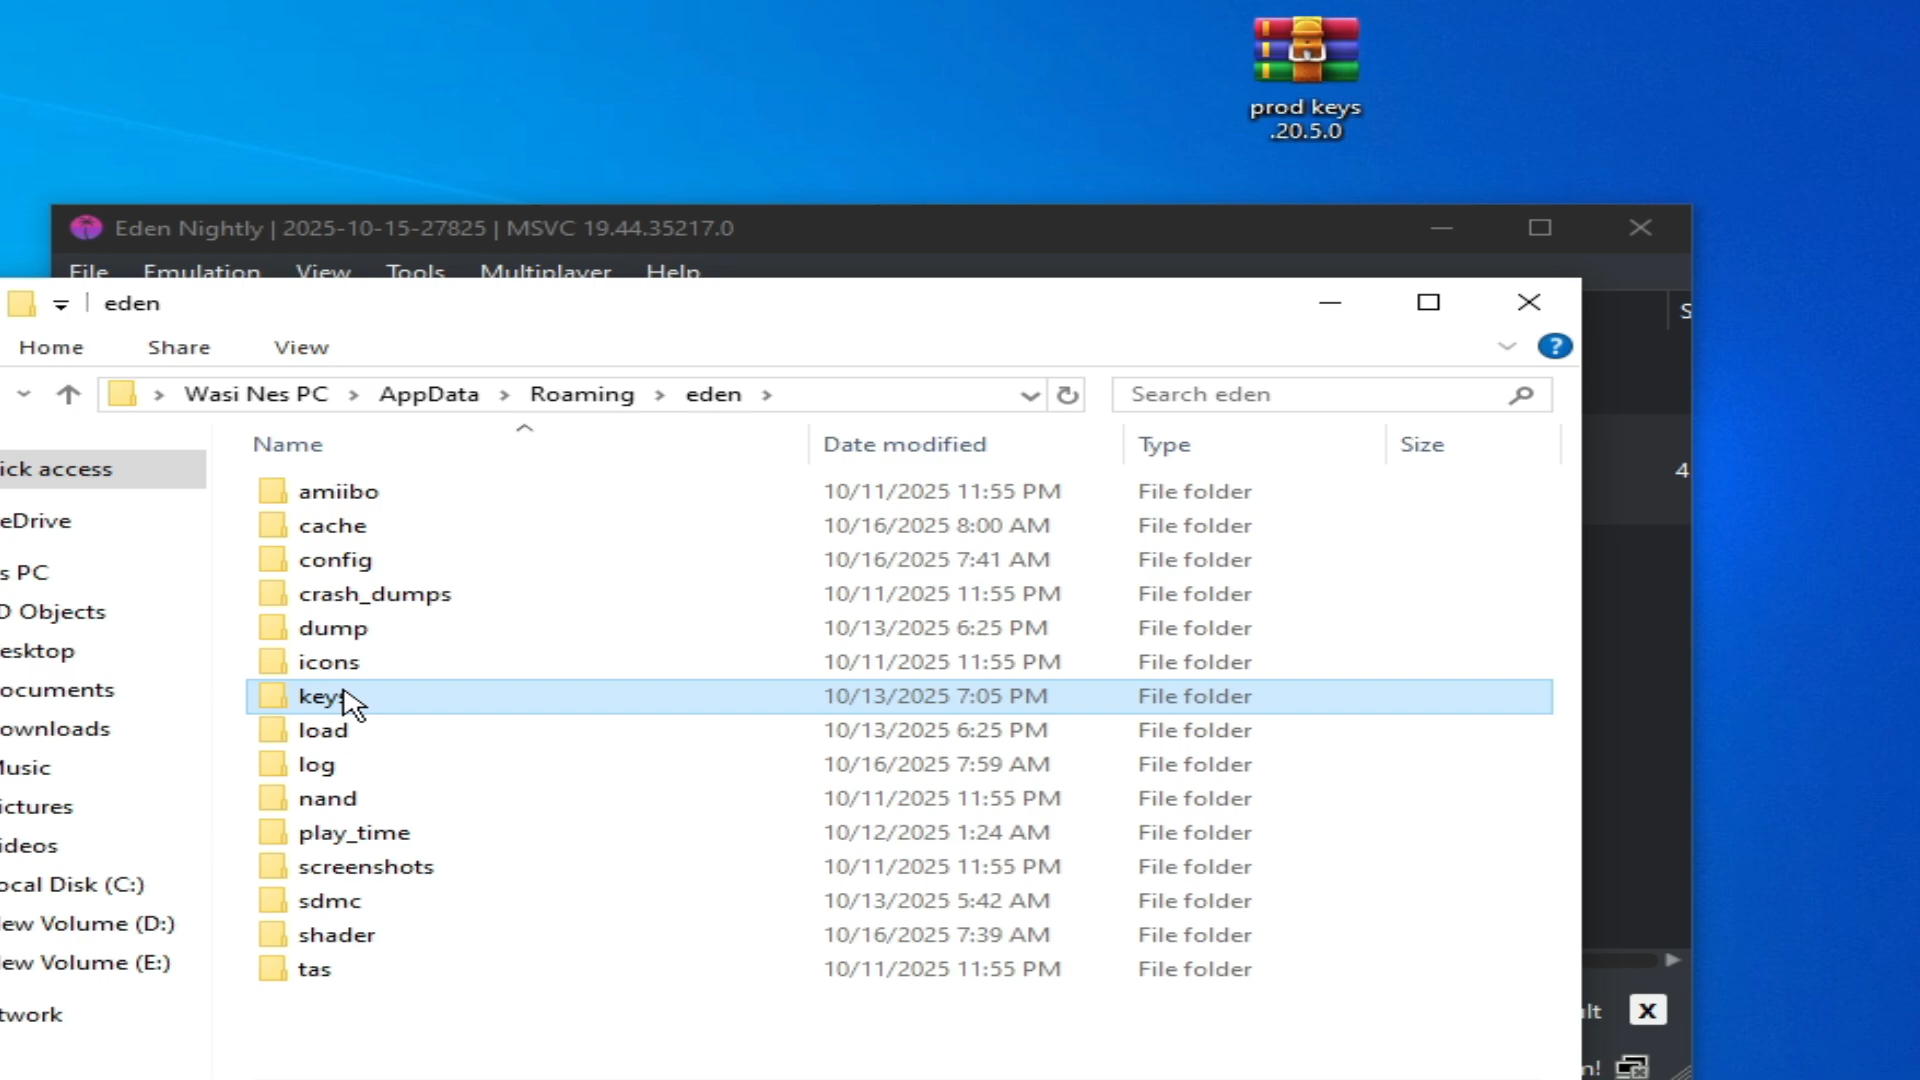 prod keys
.20.5.0
Eden Nightly | 2025-10-15-27825 | MSVC 19.44.35217.0
File Emulation View Tools Multiplayer Help
eden
Home Share View
Wasi Nes PC > AppData > Roaming > eden >
Search eden
Name Date modified Type Size
ick access
eDrive
s PC
D Objects
esktop
ocuments
ownloads
Music
ictures
ideos
ocal Disk (C:)
ew Volume (D:)
ew Volume (E:)
twork
amiibo 10/11/2025 11:55 PM File folder
cache 10/16/2025 8:00 AM File folder
config 10/16/2025 7:41 AM File folder
crash_dumps 10/11/2025 11:55 PM File folder
dump 10/13/2025 6:25 PM File folder
icons 10/11/2025 11:55 PM File folder
keys 10/13/2025 7:05 PM File folder
load 10/13/2025 6:25 PM File folder
log 10/16/2025 7:59 AM File folder
nand 10/11/2025 11:55 PM File folder
play_time 10/12/2025 1:24 AM File folder
screenshots 10/11/2025 11:55 PM File folder
sdmc 10/13/2025 5:42 AM File folder
shader 10/16/2025 7:39 AM File folder
tas 10/11/2025 11:55 PM File folder
S
4
lt X
n!